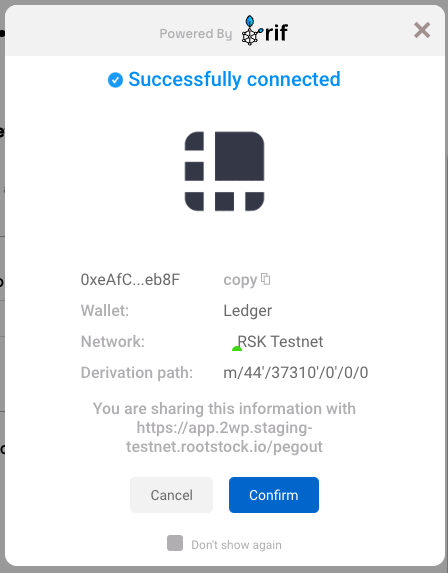 Powered By rif
Successfully connected
0xeAfC...eb8F copy
Wallet: Ledger
Network: RSK Testnet
Derivation path: m/44'/37310'/0'/0/0
You are sharing this information with
https://app.2wp.staging-
testnet.rootstock.io/pegout
Cancel Confirm
Don't show again